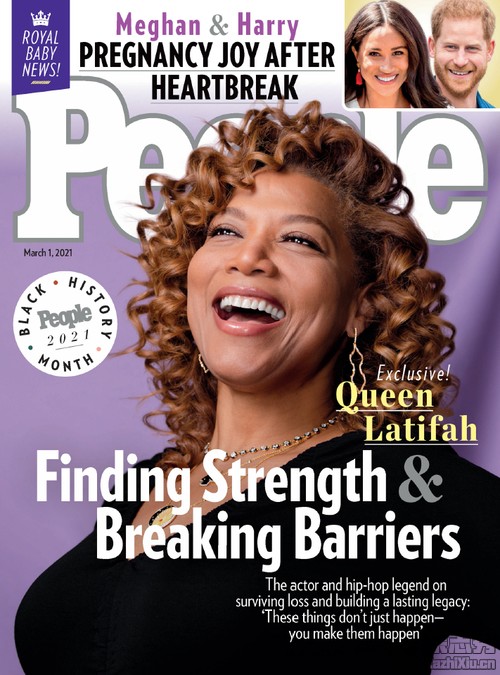 ROYAL
BABY
NEWS!
Meghan & Harry
PREGNANCY JOY AFTER
HEARTBREAK
People
March 1, 2021
BLACK • HISTORY
People
2021
MONTH
Exclusive!
Queen
Latifah
Finding Strength &
Breaking Barriers
The actor and hip-hop legend on
surviving loss and building a lasting legacy:
‘These things don’t just happen—
you make them happen’